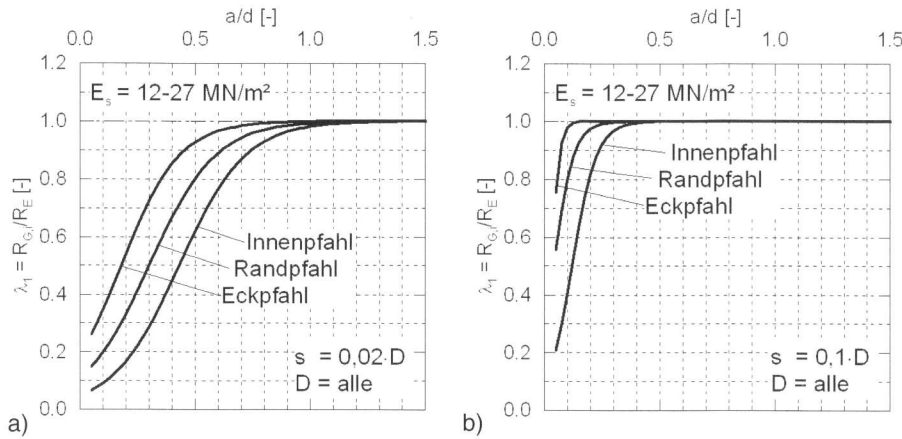 a/d [-]
0.0 0.5 1.0 1.5
1.2
1.0
0.8
0.6
0.4
0.2
0.0
λ₁ = R_G,i/R_E [-]
E_s = 12-27 MN/m²
Innenpfahl
Randpfahl
Eckpfahl
s = 0,02·D
D = alle
a)
a/d [-]
0.0 0.5 1.0 1.5
1.2
1.0
0.8
0.6
0.4
0.2
0.0
λ₁ = R_G,i/R_E [-]
E_s = 12-27 MN/m²
Innenpfahl
Randpfahl
Eckpfahl
s = 0,1·D
D = alle
b)